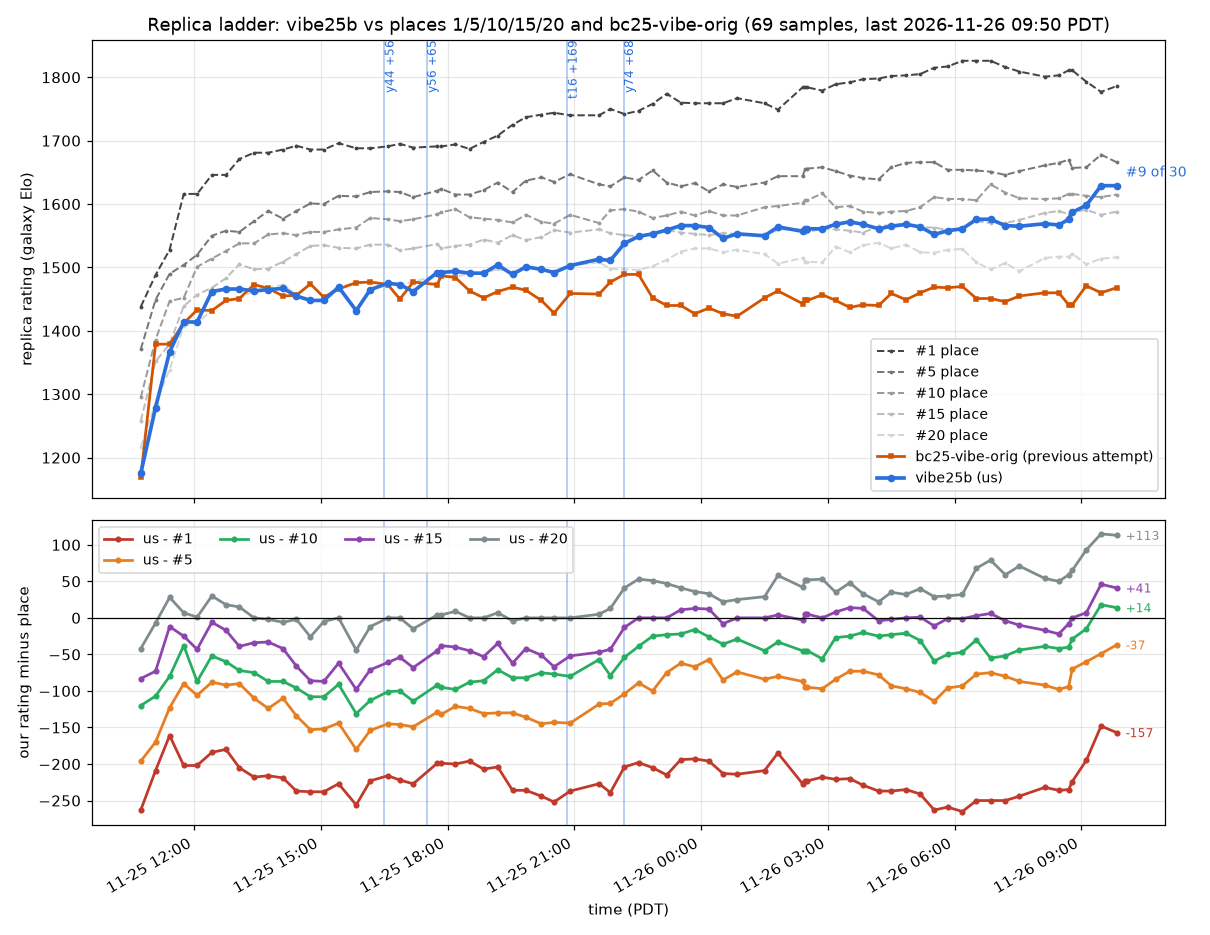 Replica ladder: vibe25b vs places 1/5/10/15/20 and bc25-vibe-orig (69 samples, last 2026-11-26 09:50 PDT)
y44 +56
y56 +65
t16 +169
y74 +68
1800
1700
1600
1500
1400
1300
1200
replica rating (galaxy Elo)
#9 of 30
#1 place
#5 place
#10 place
#15 place
#20 place
bc25-vibe-orig (previous attempt)
vibe25b (us)
us - #1
us - #10
us - #15
us - #20
us - #5
100
50
0
−50
−100
−150
−200
−250
our rating minus place
+113
+41
+14
-37
-157
11-25 12:00
11-25 15:00
11-25 18:00
11-25 21:00
11-26 00:00
11-26 03:00
11-26 06:00
11-26 09:00
time (PDT)